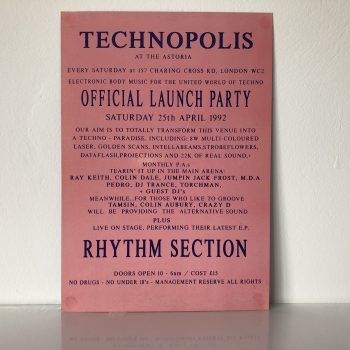 TECHNOPOLIS
AT THE ASTORIA
EVERY SATURDAY at 157 CHARING CROSS RD, LONDON WC2
ELECTRONIC BODY MUSIC FOR THE UNITED WORLD OF TECHNO
OFFICIAL LAUNCH PARTY
SATURDAY 25th APRIL 1992
OUR AIM IS TO TOTALLY TRANSFORM THIS VENUE INTO
A TECHNO - PARADISE, INCLUDING: 8W MULTI-COLOURED
LASER, GOLDEN SCANS, INTELLABEAMS, STROBEFLOWERS,
DATAFLASH, PROJECTIONS AND 22K OF REAL SOUND.+
MONTHLY P.A.s
TEARIN' IT UP IN THE MAIN ARENA:
RAY KEITH, COLIN DALE, JUMPIN JACK FROST, M.D.A
PEDRO, DJ TRANCE, TORCHMAN,
+ GUEST DJ's
MEANWHILE..FOR THOSE WHO LIKE TO GROOVE
TAMSIN, COLIN AUBURY, CRAZY D
WILL BE PROVIDING THE ALTERNATIVE SOUND
PLUS
LIVE ON STAGE, PERFORMING THEIR LATEST E.P.
RHYTHM SECTION
DOORS OPEN 10 - 6am / COST £15
NO DRUGS - NO UNDER 18's - MANAGEMENT RESERVE ALL RIGHTS